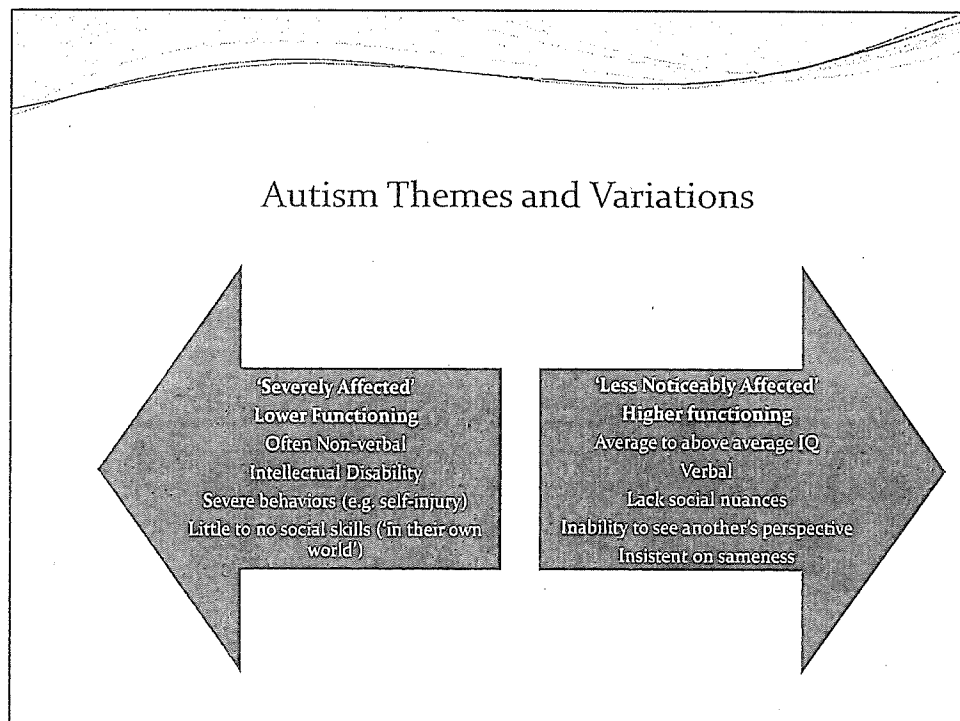 Autism Themes and Variations
'Severely Affected'
Lower Functioning
Often Non-verbal
Intellectual Disability
Severe behaviors (e.g. self-injury)
Little to no social skills ('in their own
world')
'Less Noticeably Affected'
Higher functioning
Average to above average IQ
Verbal
Lack social nuances
Inability to see another's perspective
Insistent on sameness